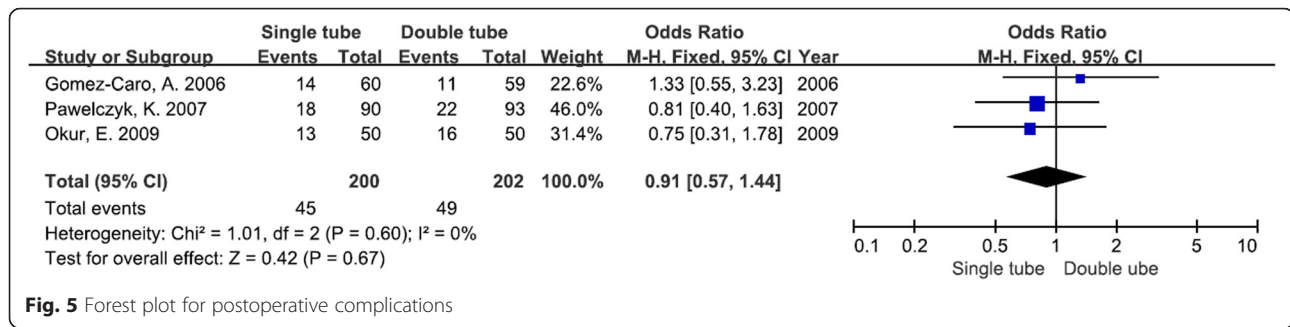 Single tube Double tube Odds Ratio Odds Ratio
Study or Subgroup Events Total Events Total Weight M-H, Fixed, 95% CI Year M-H, Fixed, 95% CI
Gomez-Caro, A. 2006 14 60 11 59 22.6% 1.33 [0.55, 3.23] 2006
Pawelczyk, K. 2007 18 90 22 93 46.0% 0.81 [0.40, 1.63] 2007
Okur, E. 2009 13 50 16 50 31.4% 0.75 [0.31, 1.78] 2009
Total (95% CI) 200 202 100.0% 0.91 [0.57, 1.44]
Total events 45 49
Heterogeneity: Chi² = 1.01, df = 2 (P = 0.60); I² = 0%
Test for overall effect: Z = 0.42 (P = 0.67)
0.1 0.2 0.5 1 2 5 10
Single tube Double ube
Fig. 5 Forest plot for postoperative complications